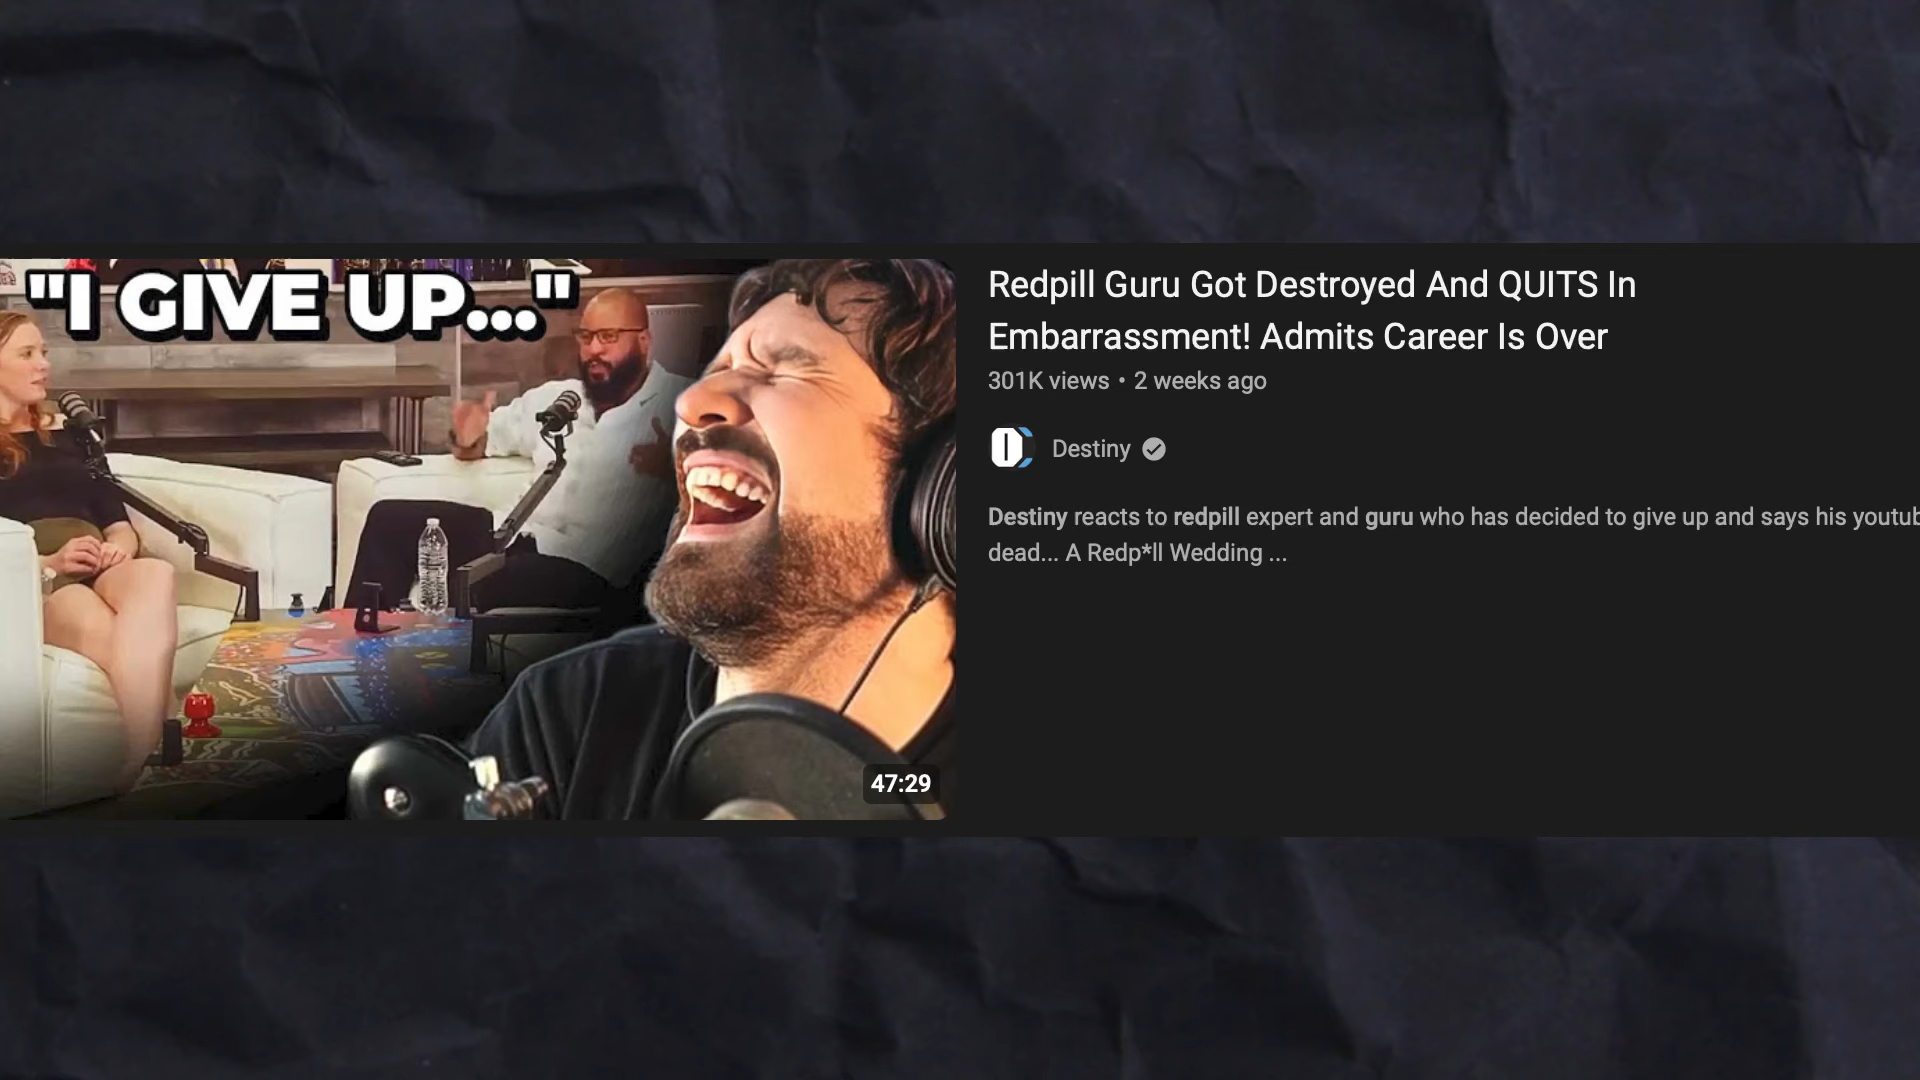 "I GIVE UP..."
47:29
Redpill Guru Got Destroyed And QUITS In
Embarrassment! Admits Career Is Over
301K views • 2 weeks ago
Destiny
Destiny reacts to redpill expert and guru who has decided to give up and says his youtub
dead... A Redp*ll Wedding ...